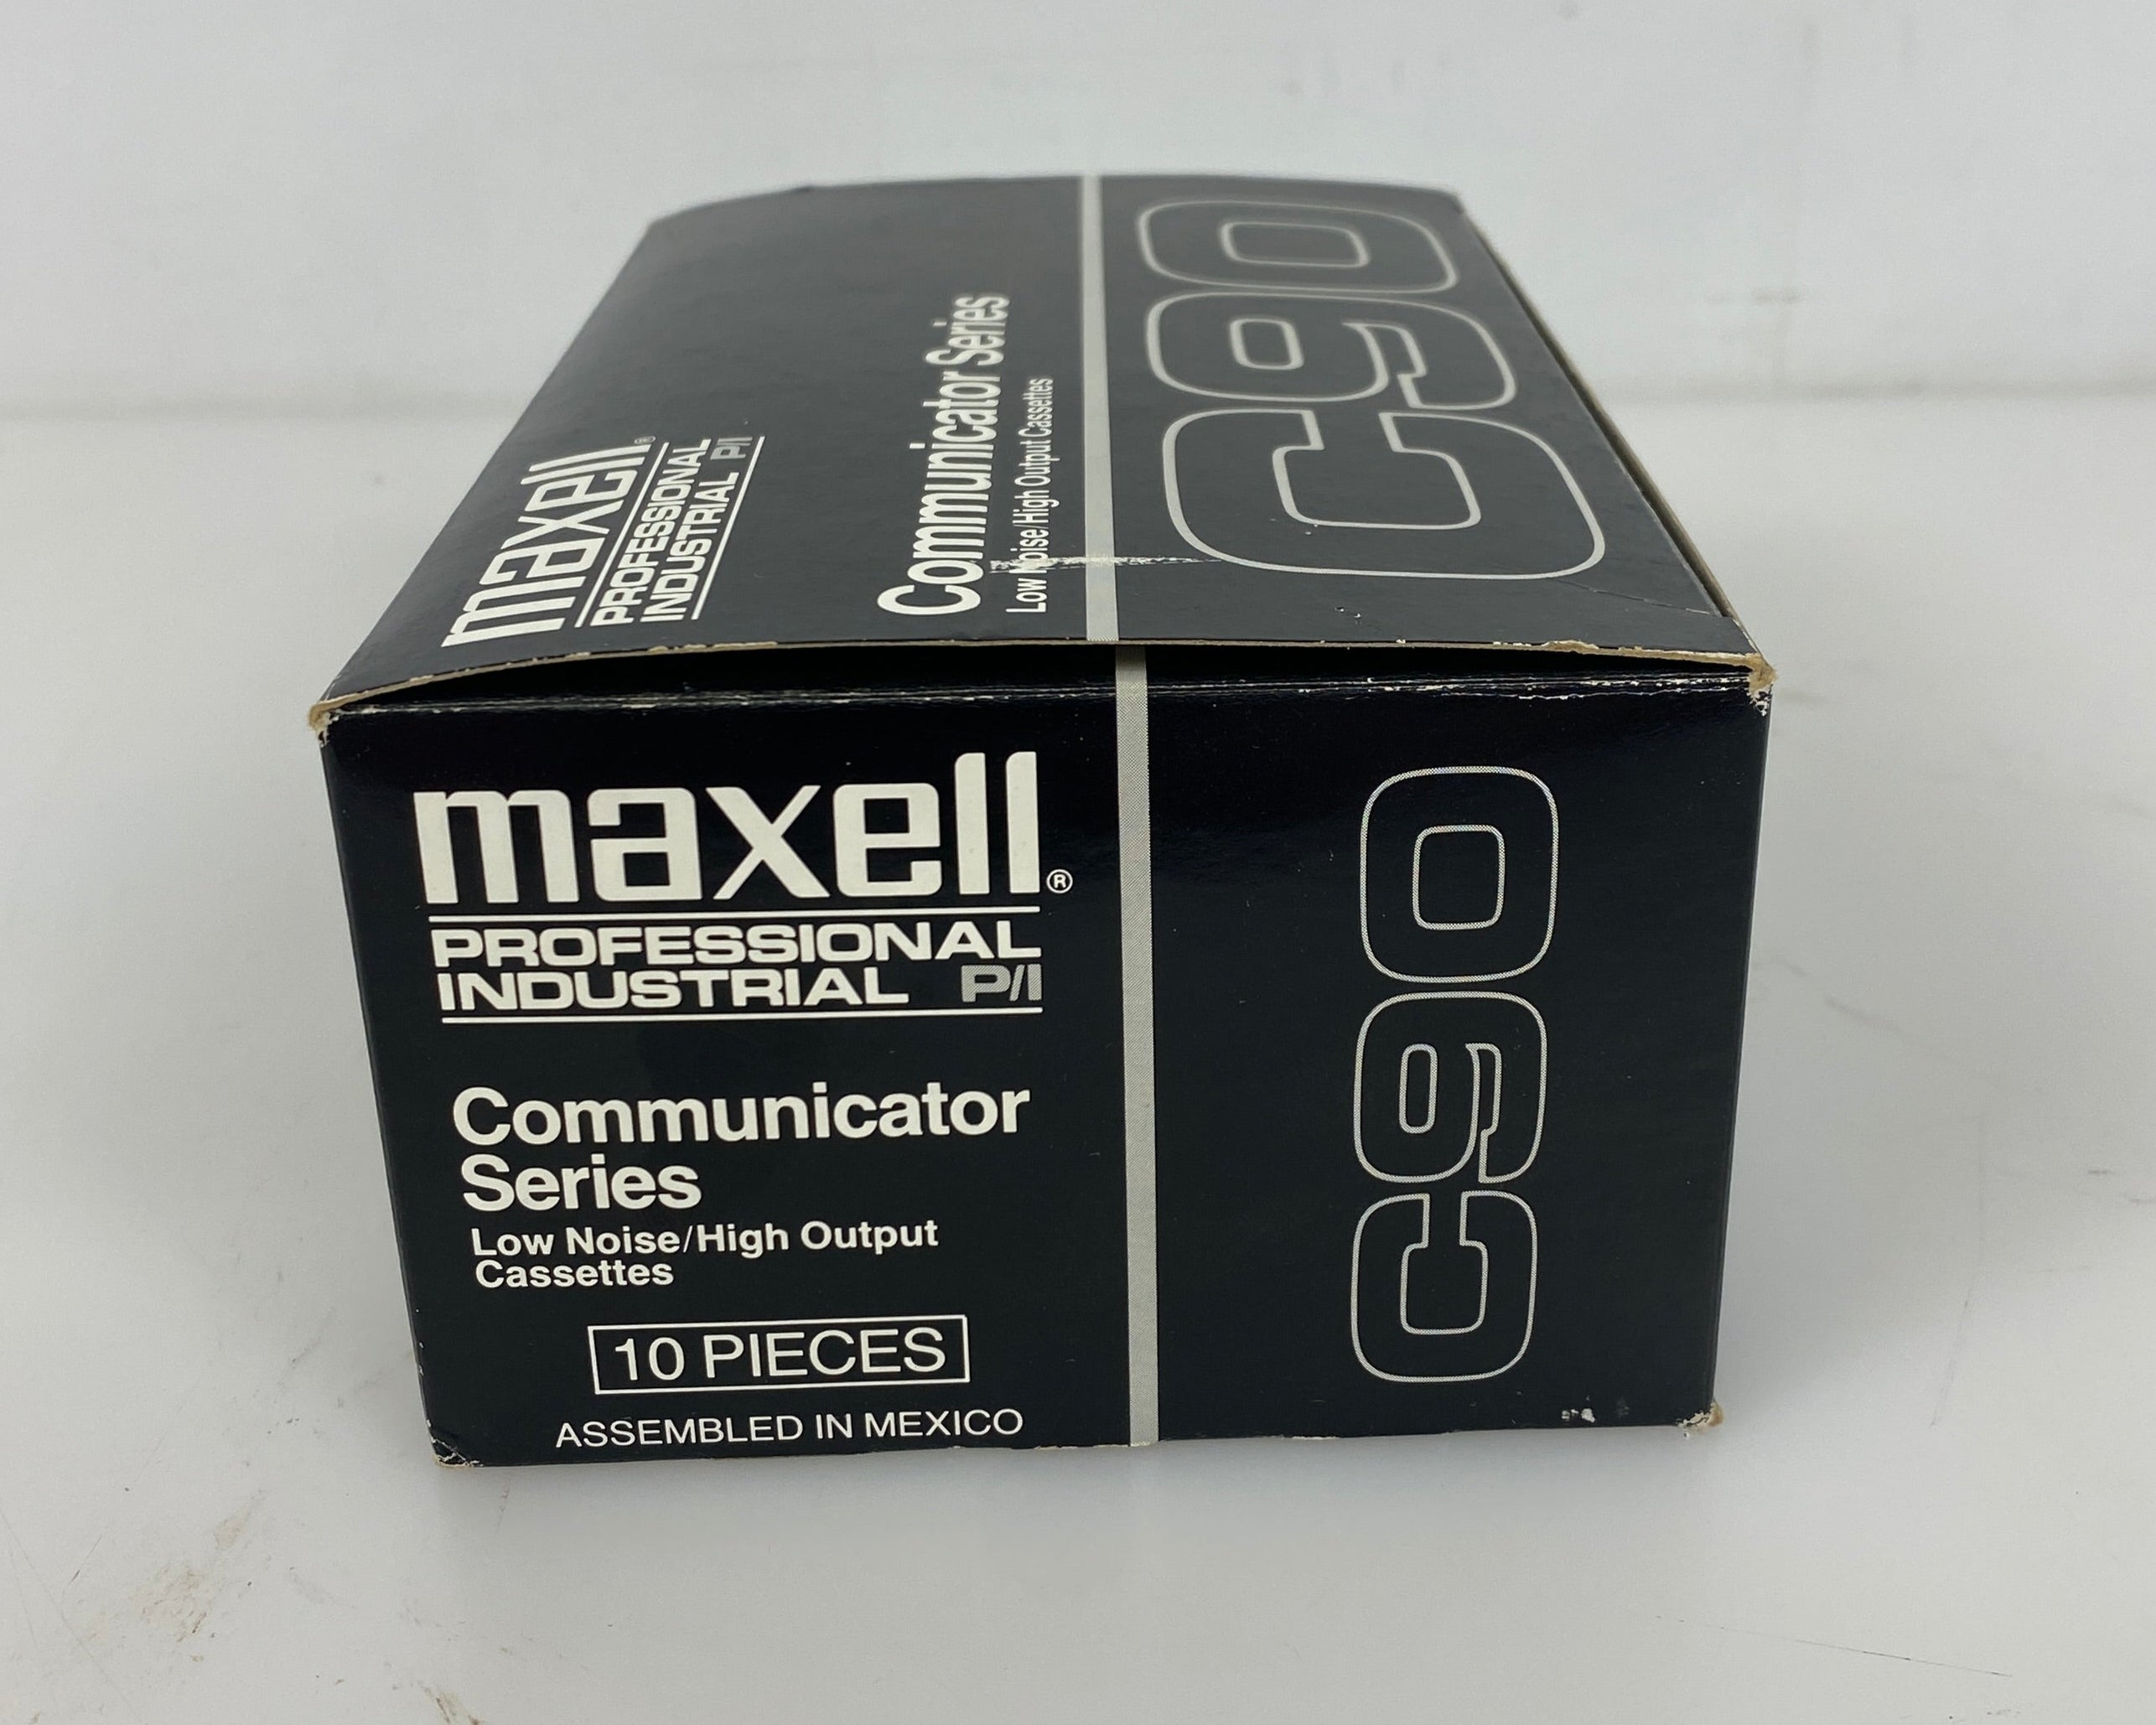 maxell®
PROFESSIONAL
INDUSTRIAL P/I
Communicator Series
Low Noise/High Output Cassettes
C90
maxell®
PROFESSIONAL
INDUSTRIAL P/I
Communicator
Series
Low Noise/High Output
Cassettes
10 PIECES
ASSEMBLED IN MEXICO
C90